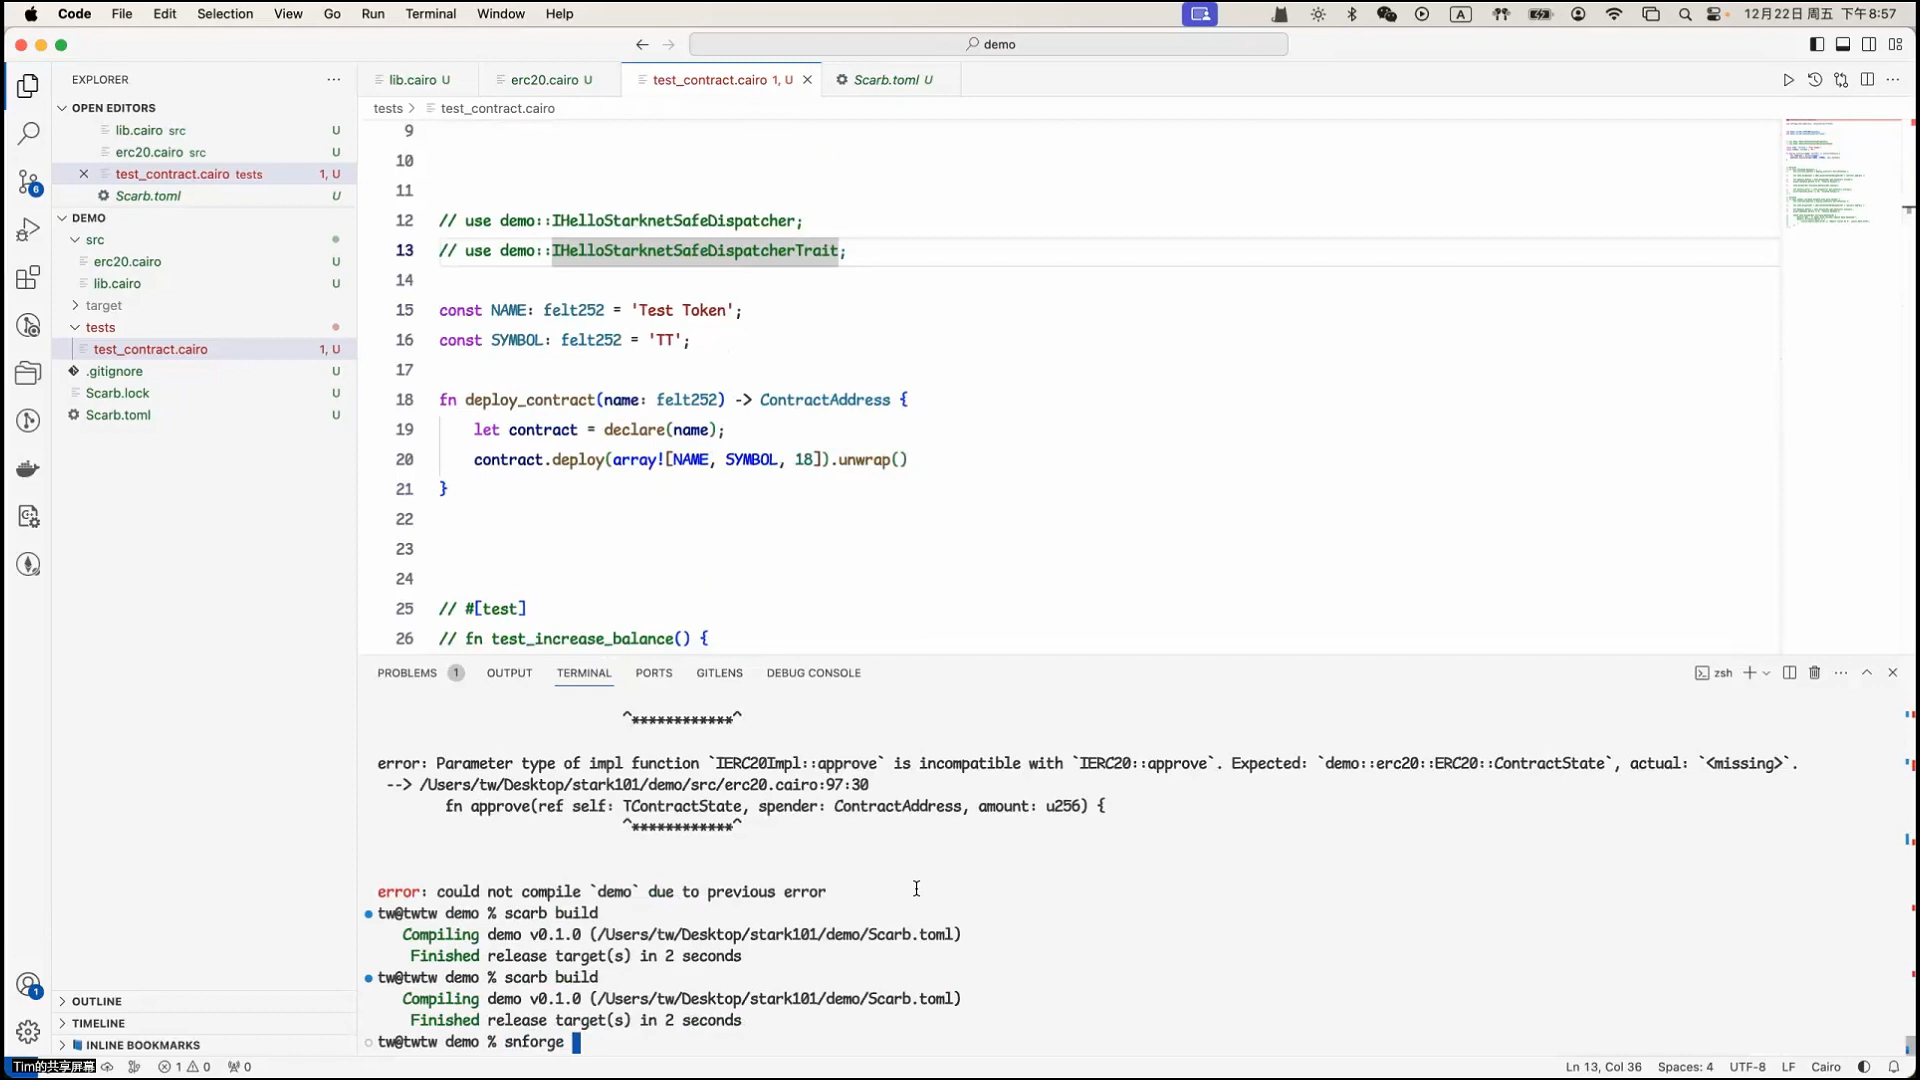 Code File Edit Selection View Go Run Terminal Window Help
A
12月22日 周五 下午8:57
demo
EXPLORER
lib.cairo U
erc20.cairo U
test_contract.cairo 1, U
Scarb.toml U
tests > test_contract.cairo
OPEN EDITORS
lib.cairo src U
erc20.cairo src U
test_contract.cairo tests 1, U
Scarb.toml U
DEMO
src
erc20.cairo U
lib.cairo U
target
tests
test_contract.cairo 1, U
.gitignore U
Scarb.lock U
Scarb.toml U
OUTLINE
TIMELINE
INLINE BOOKMARKS
6
1
9
10
11
12 // use demo::IHelloStarknetSafeDispatcher;
13 // use demo::IHelloStarknetSafeDispatcherTrait;
14
15 const NAME: felt252 = 'Test Token';
16 const SYMBOL: felt252 = 'TT';
17
18 fn deploy_contract(name: felt252) -> ContractAddress {
19 let contract = declare(name);
20 contract.deploy(array![NAME, SYMBOL, 18]).unwrap()
21 }
22
23
24
25 // #[test]
26 // fn test_increase_balance() {
PROBLEMS 1 OUTPUT TERMINAL PORTS GITLENS DEBUG CONSOLE
zsh
^************^
error: Parameter type of impl function `IERC20Impl::approve` is incompatible with `IERC20::approve`. Expected: `demo::erc20::ERC20::ContractState`, actual: `<missing>`.
--> /Users/tw/Desktop/stark101/demo/src/erc20.cairo:97:30
fn approve(ref self: TContractState, spender: ContractAddress, amount: u256) {
^************^
error: could not compile `demo` due to previous error
tw@twtw demo % scarb build
Compiling demo v0.1.0 (/Users/tw/Desktop/stark101/demo/Scarb.toml)
Finished release target(s) in 2 seconds
tw@twtw demo % scarb build
Compiling demo v0.1.0 (/Users/tw/Desktop/stark101/demo/Scarb.toml)
Finished release target(s) in 2 seconds
tw@twtw demo % snforge
Tim的共享屏幕
1 0 0
Ln 13, Col 36 Spaces: 4 UTF-8 LF Cairo